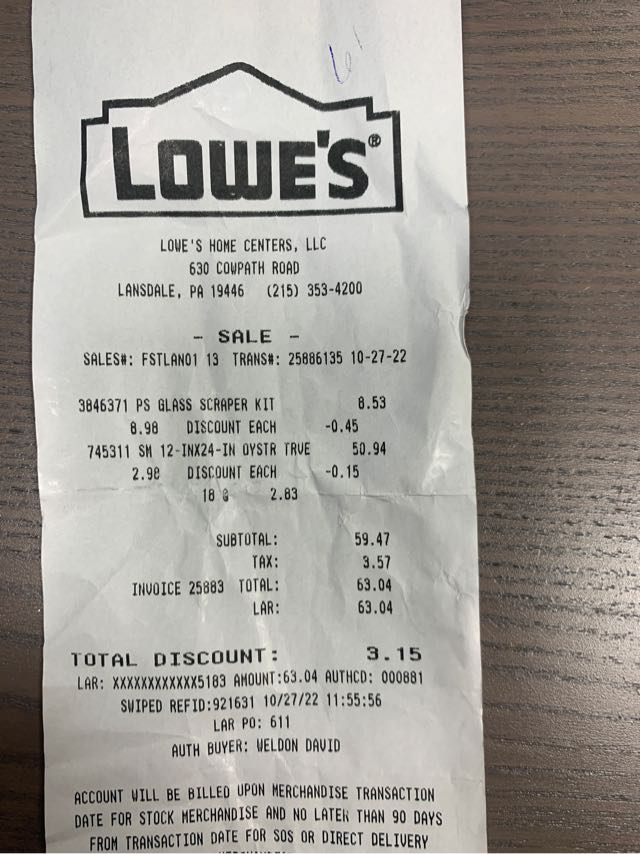 LOWE'S®
LOWE'S HOME CENTERS, LLC
630 COWPATH ROAD
LANSDALE, PA 19446 (215) 353-4200
- SALE -
SALES#: FSTLANO1 13 TRANS#: 25886135 10-27-22
3846371 PS GLASS SCRAPER KIT 8.53
8.98 DISCOUNT EACH -0.45
745311 SM 12-INX24-IN OYSTR TRVE 50.94
2.98 DISCOUNT EACH -0.15
18 @ 2.83
SUBTOTAL: 59.47
TAX: 3.57
INVOICE 25883 TOTAL: 63.04
LAR: 63.04
TOTAL DISCOUNT: 3.15
LAR: XXXXXXXXXXXX5183 AMOUNT:63.04 AUTHCD: 000881
SWIPED REFID:921631 10/27/22 11:55:56
LAR PO: 611
AUTH BUYER: WELDON DAVID
ACCOUNT WILL BE BILLED UPON MERCHANDISE TRANSACTION
DATE FOR STOCK MERCHANDISE AND NO LATER THAN 90 DAYS
FROM TRANSACTION DATE FOR SOS OR DIRECT DELIVERY